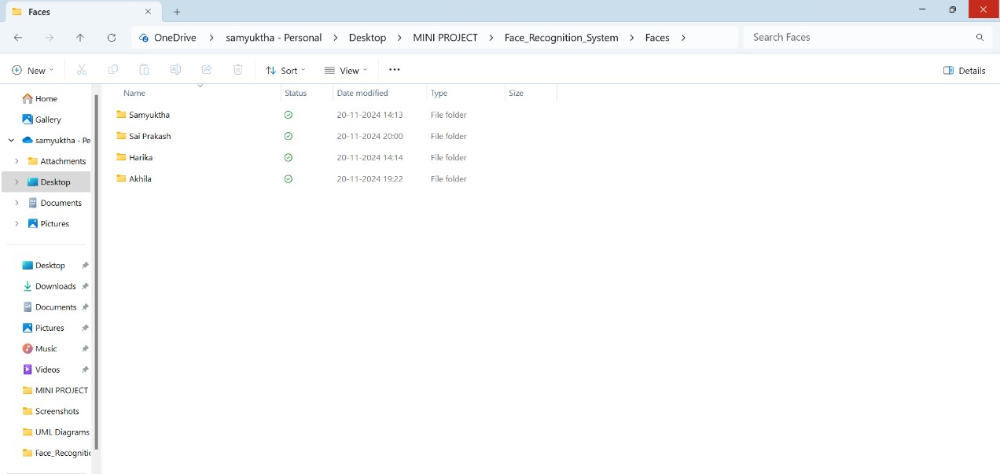 Faces
OneDrive > samyuktha - Personal > Desktop > MINI PROJECT > Face_Recognition_System > Faces >
Search Faces
New
Sort
View
Details
Name Status Date modified Type Size
Samyuktha 20-11-2024 14:13 File folder
Sai Prakash 20-11-2024 20:00 File folder
Harika 20-11-2024 14:14 File folder
Akhila 20-11-2024 19:22 File folder
Home
Gallery
samyuktha - Pe
Attachments
Desktop
Documents
Pictures
Desktop
Downloads
Documents
Pictures
Music
Videos
MINI PROJECT
Screenshots
UML Diagrams
Face_Recognitic